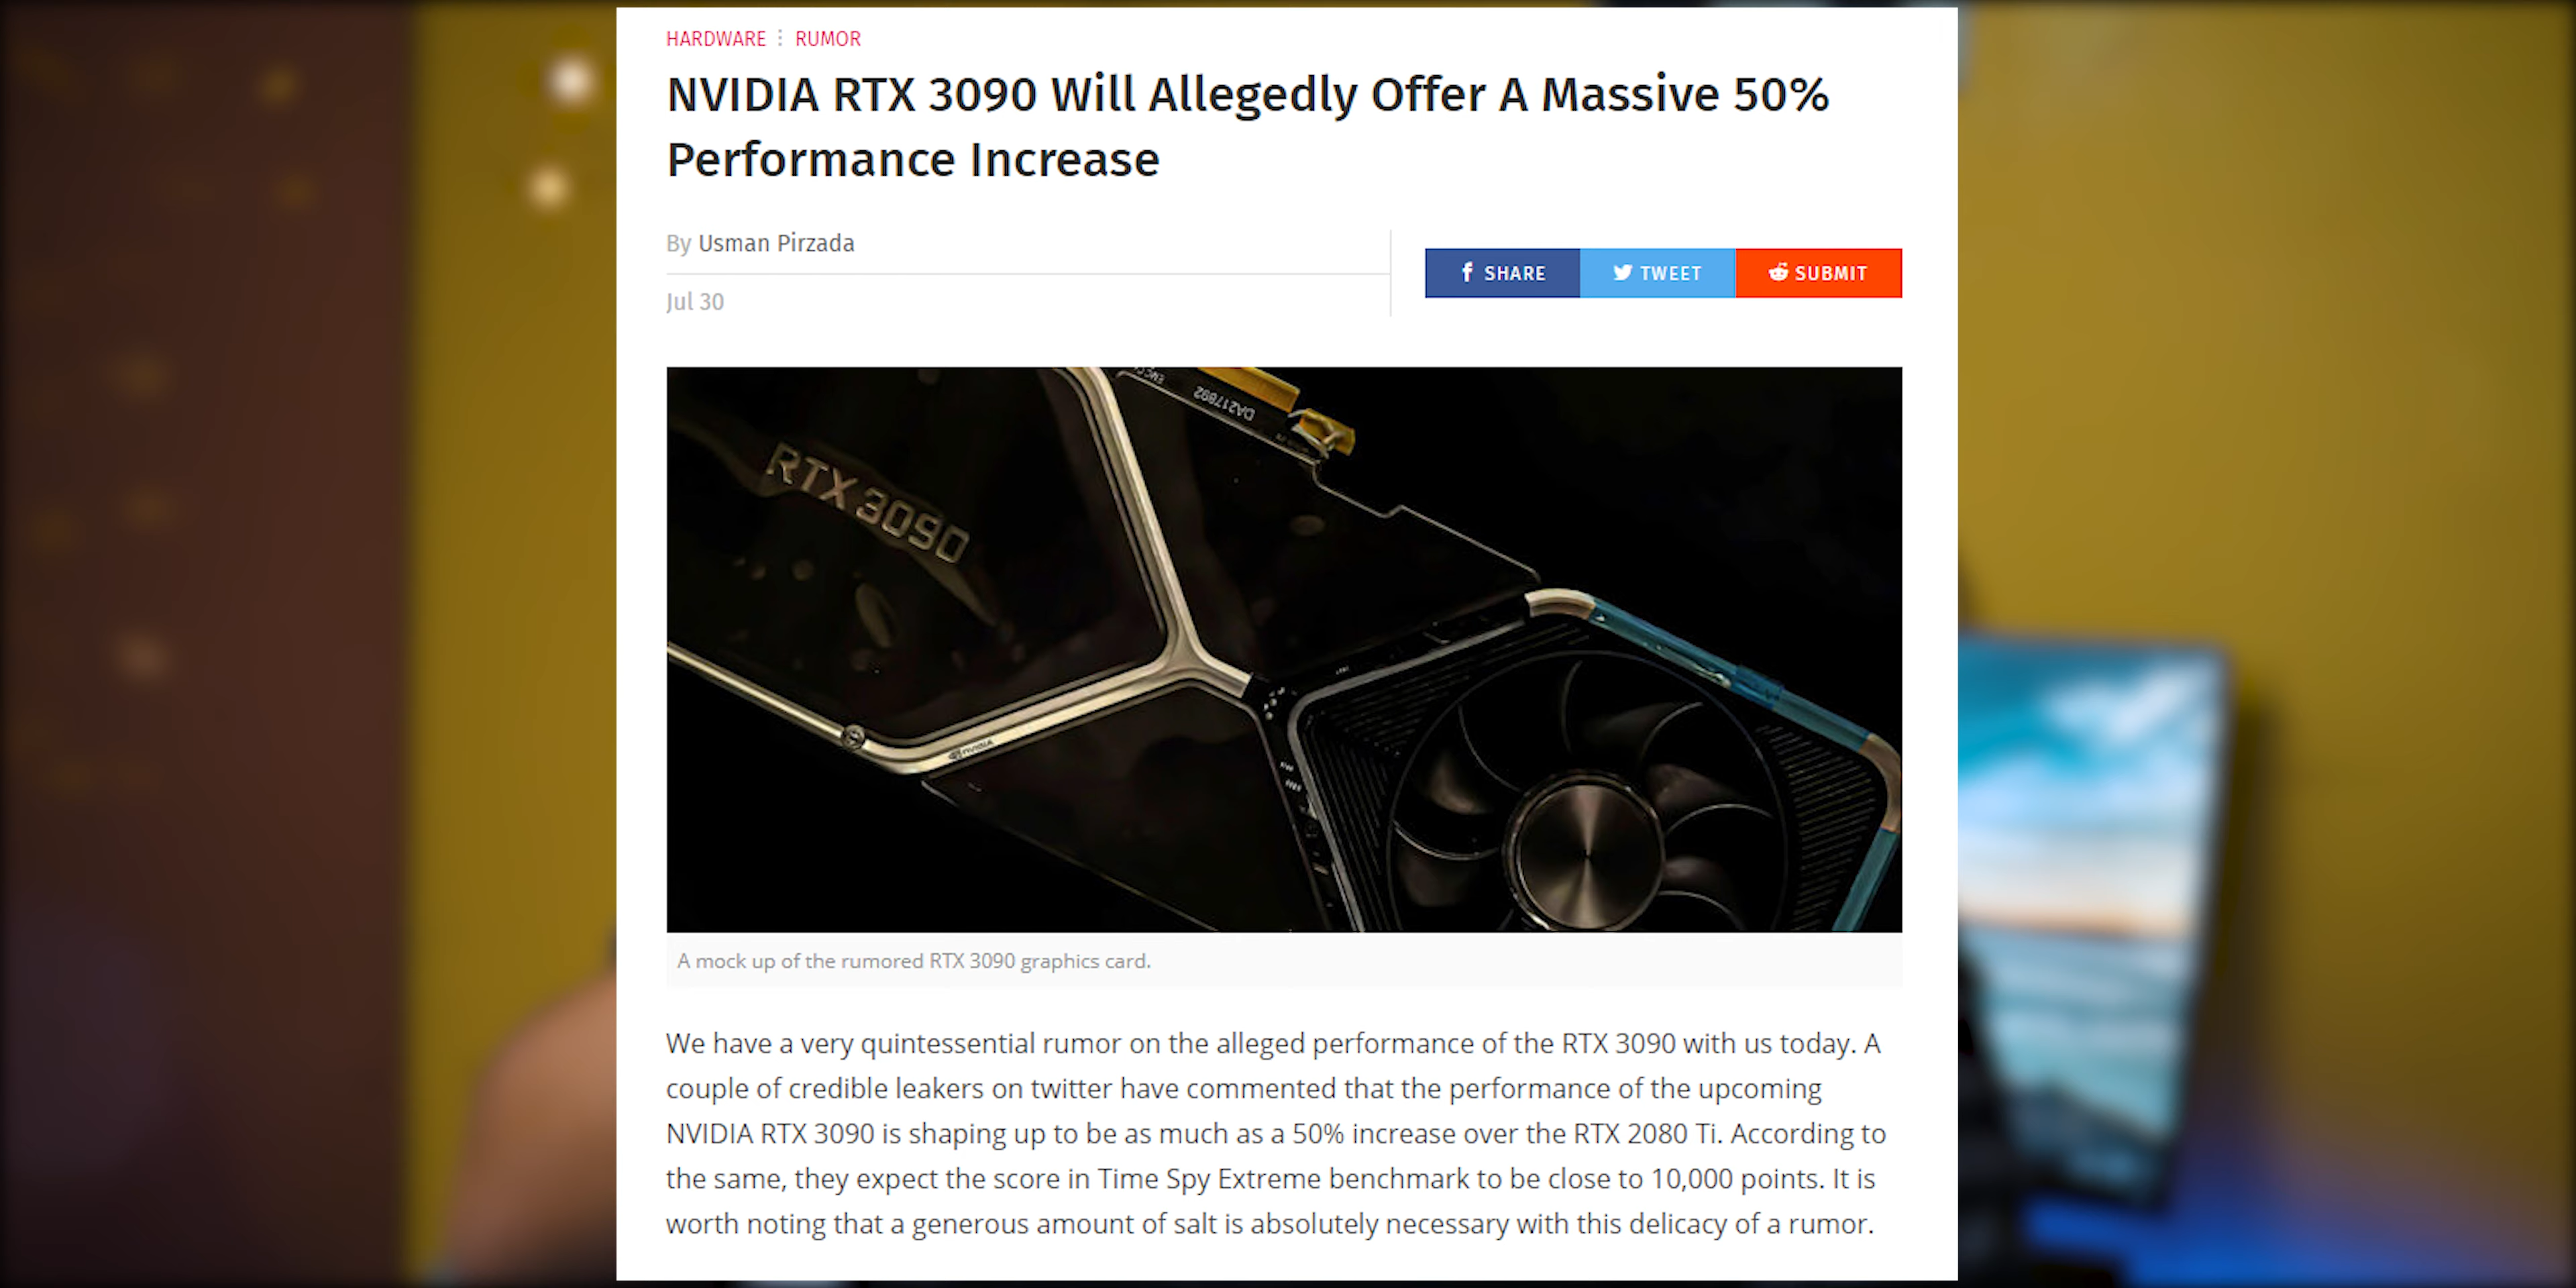 HARDWARE RUMOR
NVIDIA RTX 3090 Will Allegedly Offer A Massive 50%
Performance Increase
By Usman Pirzada
Jul 30
SHARE TWEET SUBMIT
DA217892
RTX 3090
NVIDIA
A mock up of the rumored RTX 3090 graphics card.
We have a very quintessential rumor on the alleged performance of the RTX 3090 with us today. A
couple of credible leakers on twitter have commented that the performance of the upcoming
NVIDIA RTX 3090 is shaping up to be as much as a 50% increase over the RTX 2080 Ti. According to
the same, they expect the score in Time Spy Extreme benchmark to be close to 10,000 points. It is
worth noting that a generous amount of salt is absolutely necessary with this delicacy of a rumor.